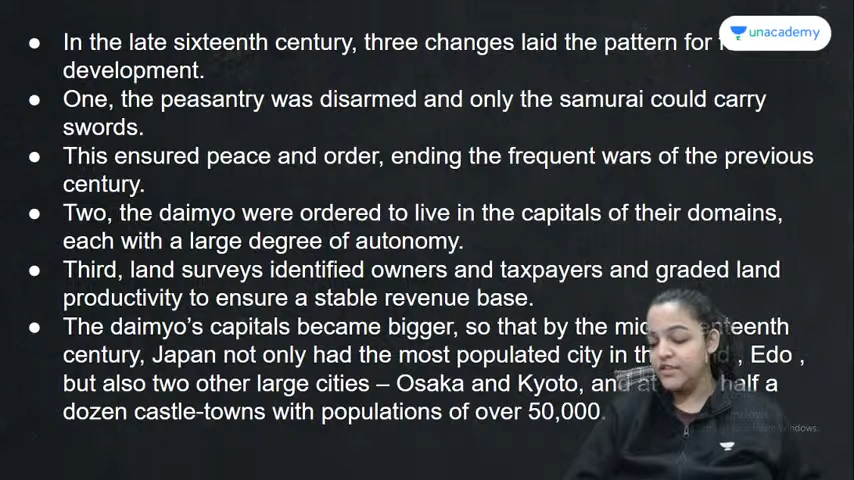 unacademy
● In the late sixteenth century, three changes laid the pattern for
development.
● One, the peasantry was disarmed and only the samurai could carry
swords.
● This ensured peace and order, ending the frequent wars of the previous
century.
● Two, the daimyo were ordered to live in the capitals of their domains,
each with a large degree of autonomy.
● Third, land surveys identified owners and taxpayers and graded land
productivity to ensure a stable revenue base.
● The daimyo's capitals became bigger, so that by the
century, Japan not only had the most populated city in , Edo ,
but also two other large cities – Osaka and Kyoto, and at half a
dozen castle-towns with populations of over 50,000.
Windows.